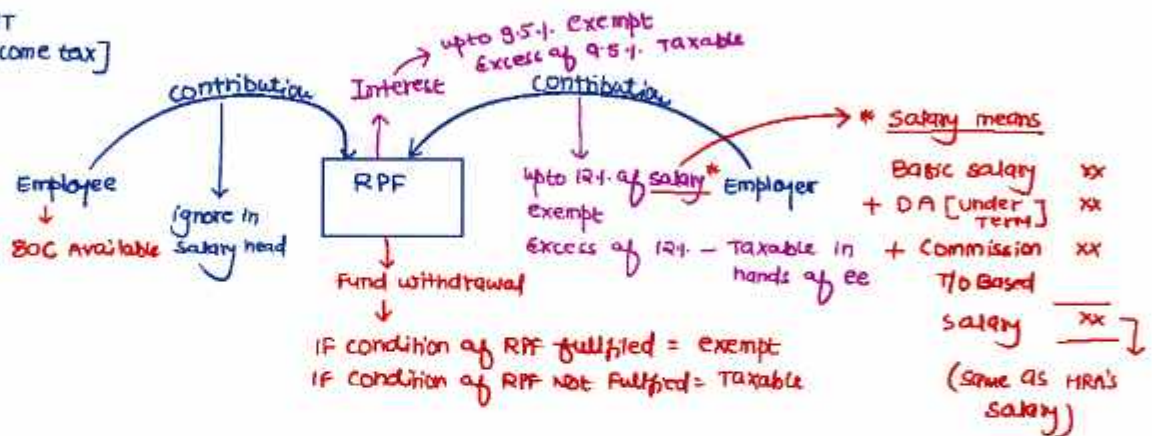 come tax]
Contribution
Interest
upto 9.5%. Exempt
Excess of 9.5%. Taxable
Contribution
Employee
80C Available
ignore in
Salary head
RPF
upto 12%. of salary *
exempt
Excess of 12%. – Taxable in
hands of ee
Employer
Fund withdrawal
IF condition of RPF fullfiled = exempt
IF condition of RPF Not Fullfied = Taxable
* Salary means
Basic salary xx
+ DA [under xx
Term]
+ Commission xx
T/O Based
Salary xx
(same as HRA's
salary)